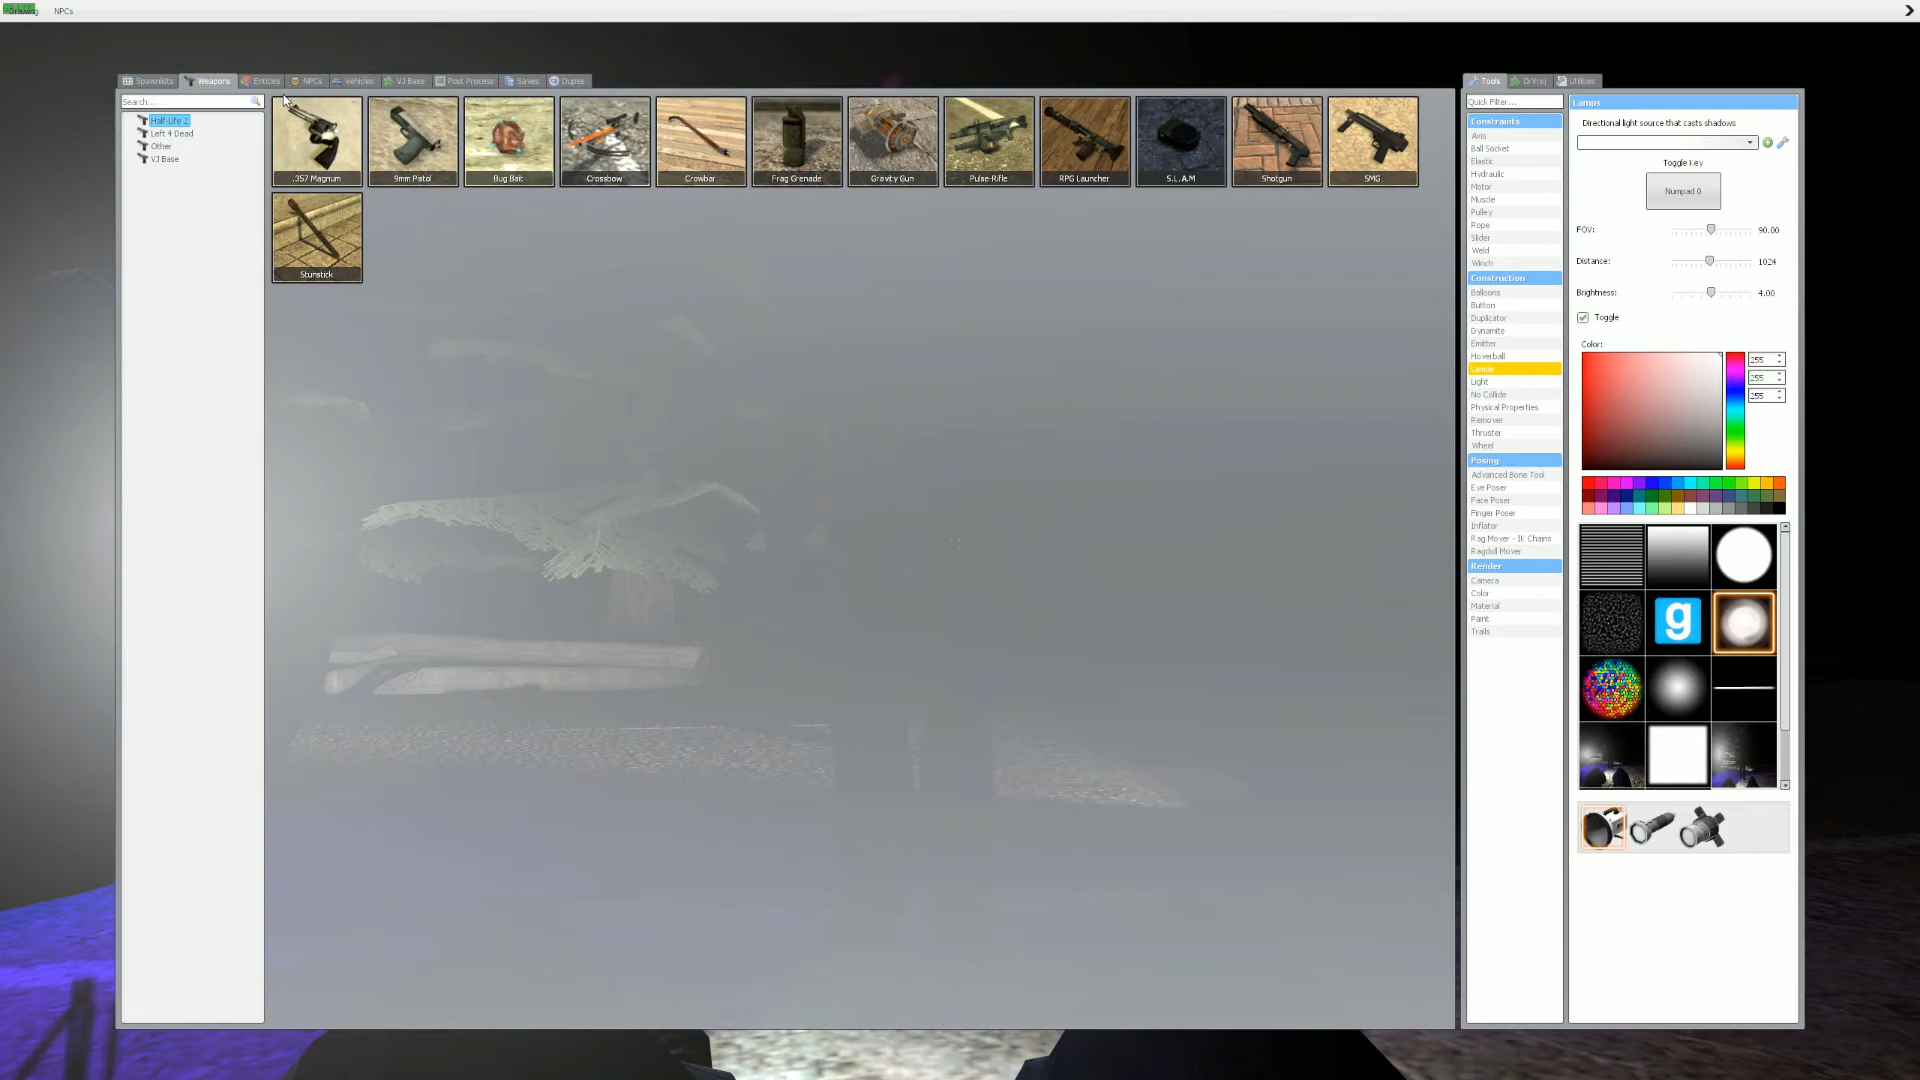 Drawing NPCs
Spawnlists Weapons Entities NPCs Vehicles VJ Base Post Process Saves Dupes
Search...
Half-Life 2
Left 4 Dead
Other
VJ Base
.357 Magnum 9mm Pistol Bug Bait Crossbow Crowbar Frag Grenade Gravity Gun Pulse-Rifle RPG Launcher S.L.A.M Shotgun SMG
Stunstick
Tools DrVrej Utilities
Quick Filter...
Constraints
Axis
Ball Socket
Elastic
Hydraulic
Motor
Muscle
Pulley
Rope
Slider
Weld
Winch
Construction
Balloons
Button
Duplicator
Dynamite
Emitter
Hoverball
Lamps
Light
No Collide
Physical Properties
Remover
Thruster
Wheel
Posing
Advanced Bone Tool
Eye Poser
Face Poser
Finger Poser
Inflator
Rag Mover - IK Chains
Ragdoll Mover
Render
Camera
Color
Material
Paint
Trails
Lamps
Directional light source that casts shadows
Toggle Key
Numpad 0
FOV: 90.00
Distance: 1024
Brightness: 4.00
Toggle
Color:
255
255
255
g